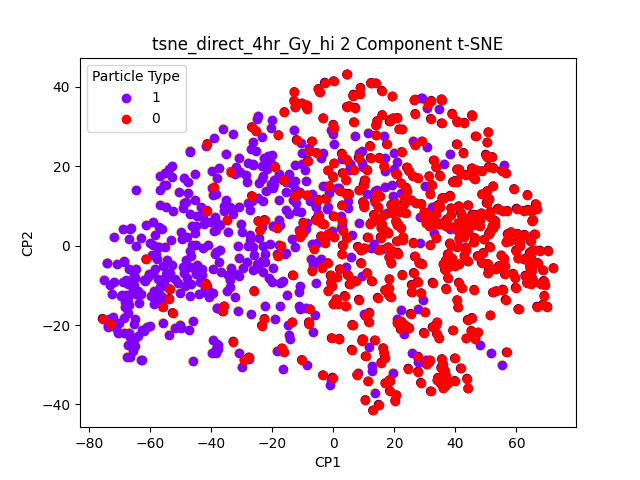 tsne_direct_4hr_Gy_hi 2 Component t-SNE
Particle Type
1
0
CP2
40
20
0
−20
−40
−80 −60 −40 −20 0 20 40 60
CP1